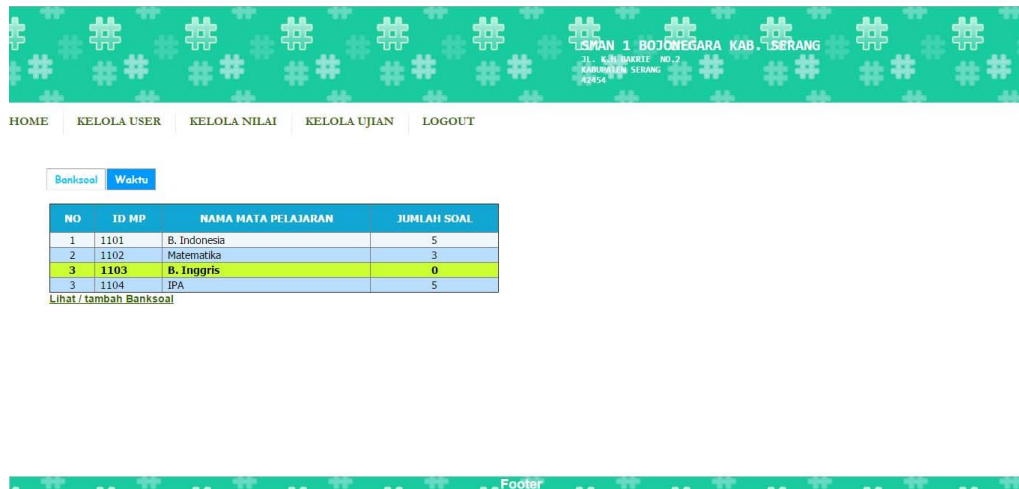 SMAN 1 BOJONEGARA KAB. SERANG
JL. K.H BAKRIE NO.2
KABUPATEN SERANG
42454
HOME KELOLA USER KELOLA NILAI KELOLA UJIAN LOGOUT
Banksoal Waktu
NO ID MP NAMA MATA PELAJARAN JUMLAH SOAL
1 1101 B. Indonesia 5
2 1102 Matematika 3
3 1103 B. Inggris 0
3 1104 IPA 5
Lihat / tambah Banksoal
Footer